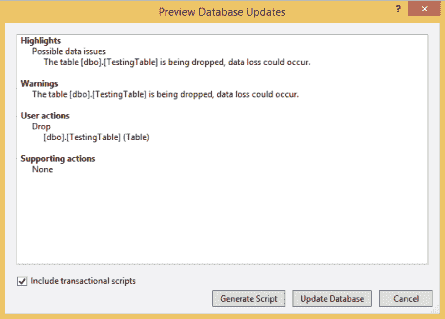 Preview Database Updates
?
Highlights
Possible data issues
The table [dbo].[TestingTable] is being dropped, data loss could occur.
Warnings
The table [dbo].[TestingTable] is being dropped, data loss could occur.
User actions
Drop
[dbo].[TestingTable] (Table)
Supporting actions
None
Include transactional scripts
Generate Script
Update Database
Cancel